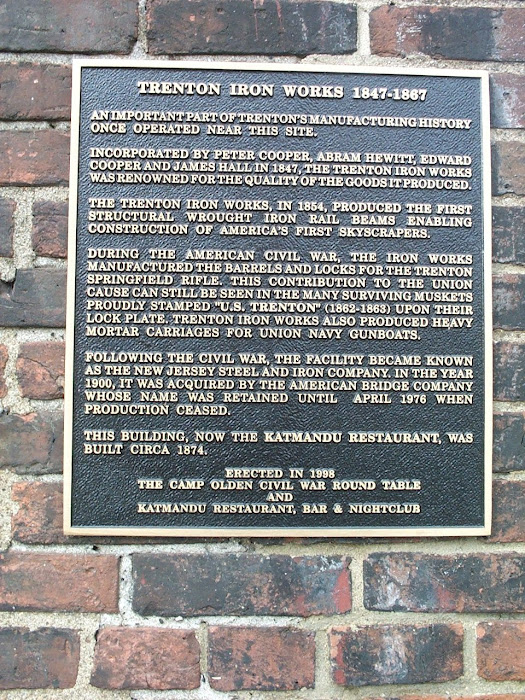 TRENTON IRON WORKS 1847-1867
AN IMPORTANT PART OF TRENTON'S MANUFACTURING HISTORY
ONCE OPERATED NEAR THIS SITE.
INCORPORATED BY PETER COOPER, ABRAM HEWITT, EDWARD
COOPER AND JAMES HALL IN 1847, THE TRENTON IRON WORKS
WAS RENOWNED FOR THE QUALITY OF THE GOODS IT PRODUCED.
THE TRENTON IRON WORKS, IN 1854, PRODUCED THE FIRST
STRUCTURAL WROUGHT IRON RAIL BEAMS ENABLING
CONSTRUCTION OF AMERICA'S FIRST SKYSCRAPERS.
DURING THE AMERICAN CIVIL WAR, THE IRON WORKS
MANUFACTURED THE BARRELS AND LOCKS FOR THE TRENTON
SPRINGFIELD RIFLE. THIS CONTRIBUTION TO THE UNION
CAUSE CAN STILL BE SEEN IN THE MANY SURVIVING MUSKETS
PROUDLY STAMPED "U.S. TRENTON" (1862-1863) UPON THEIR
LOCK PLATE. TRENTON IRON WORKS ALSO PRODUCED HEAVY
MORTAR CARRIAGES FOR UNION NAVY GUNBOATS.
FOLLOWING THE CIVIL WAR, THE FACILITY BECAME KNOWN
AS THE NEW JERSEY STEEL AND IRON COMPANY. IN THE YEAR
1900, IT WAS ACQUIRED BY THE AMERICAN BRIDGE COMPANY
WHOSE NAME WAS RETAINED UNTIL APRIL 1976 WHEN
PRODUCTION CEASED.
THIS BUILDING, NOW THE KATMANDU RESTAURANT, WAS
BUILT CIRCA 1874.
ERECTED IN 1998
THE CAMP OLDEN CIVIL WAR ROUND TABLE
AND
KATMANDU RESTAURANT, BAR & NIGHTCLUB